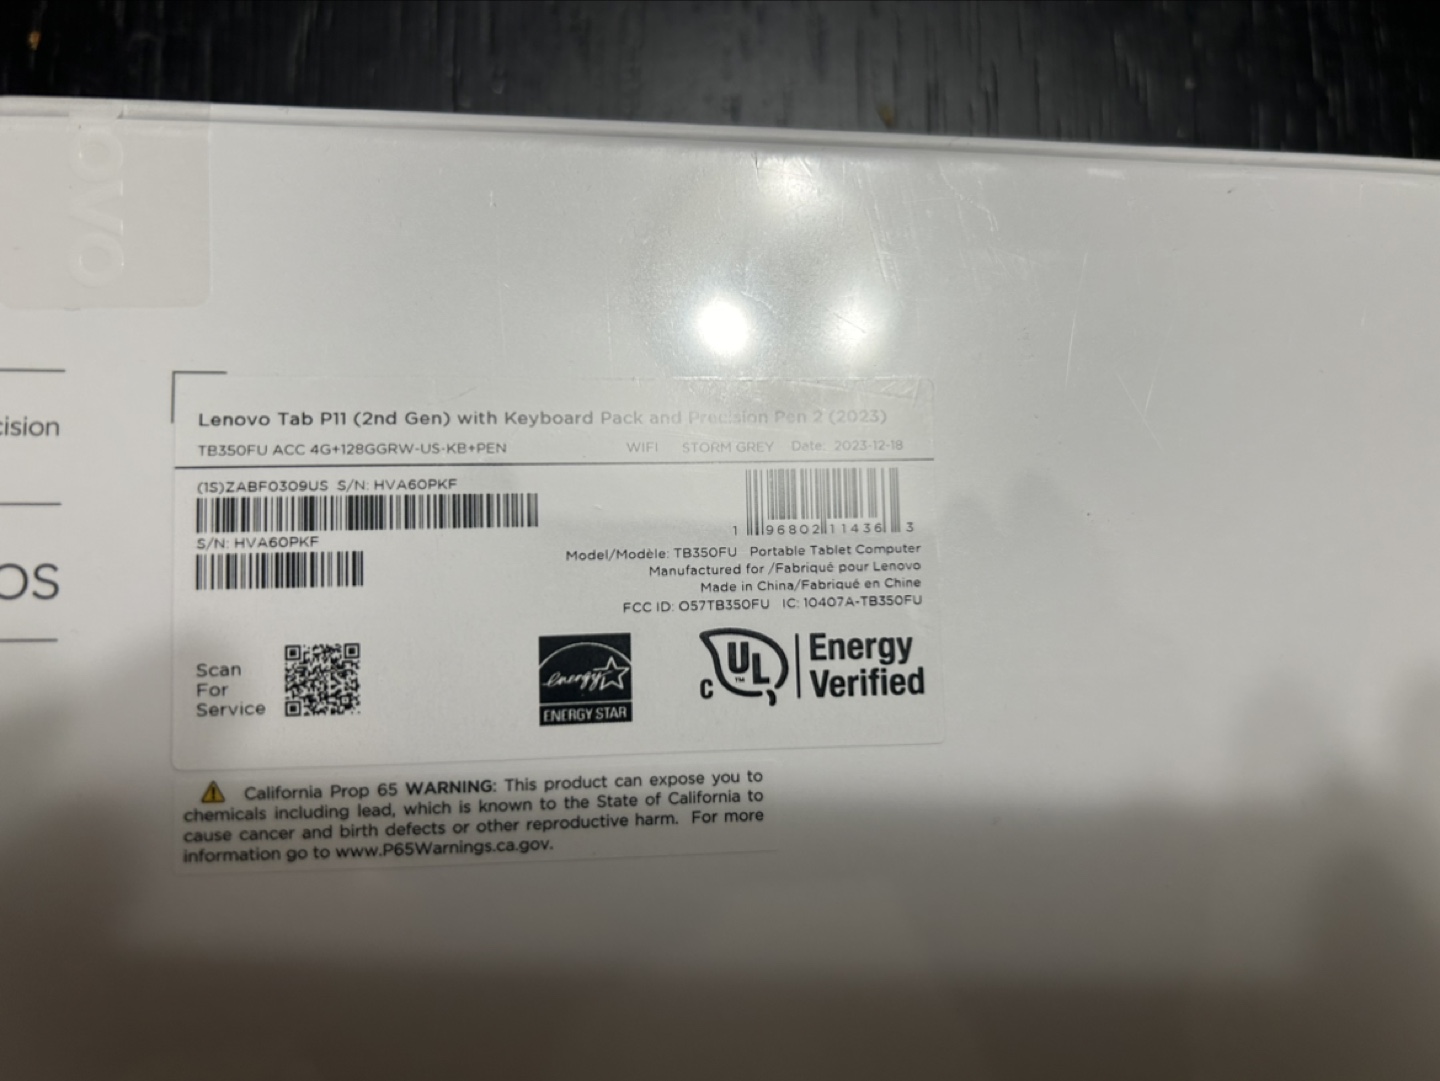 ovo
ision
OS
Lenovo Tab P11 (2nd Gen) with Keyboard Pack and Precision Pen 2 (2023)
TB350FU ACC 4G+128GGRW-US-KB+PEN WIFI STORM GREY Date: 2023-12-18
(1S)ZABF0309US S/N: HVA60PKF
S/N: HVA60PKF
1 96802 11436 3
Model/Modèle: TB350FU Portable Tablet Computer
Manufactured for /Fabriqué pour Lenovo
Made in China/Fabriqué en Chine
FCC ID: O57TB350FU IC: 10407A-TB350FU
Scan
For
Service
energy
ENERGY STAR
C UL ™ Energy
Verified
California Prop 65 WARNING: This product can expose you to
chemicals including lead, which is known to the State of California to
cause cancer and birth defects or other reproductive harm. For more
information go to www.P65Warnings.ca.gov.